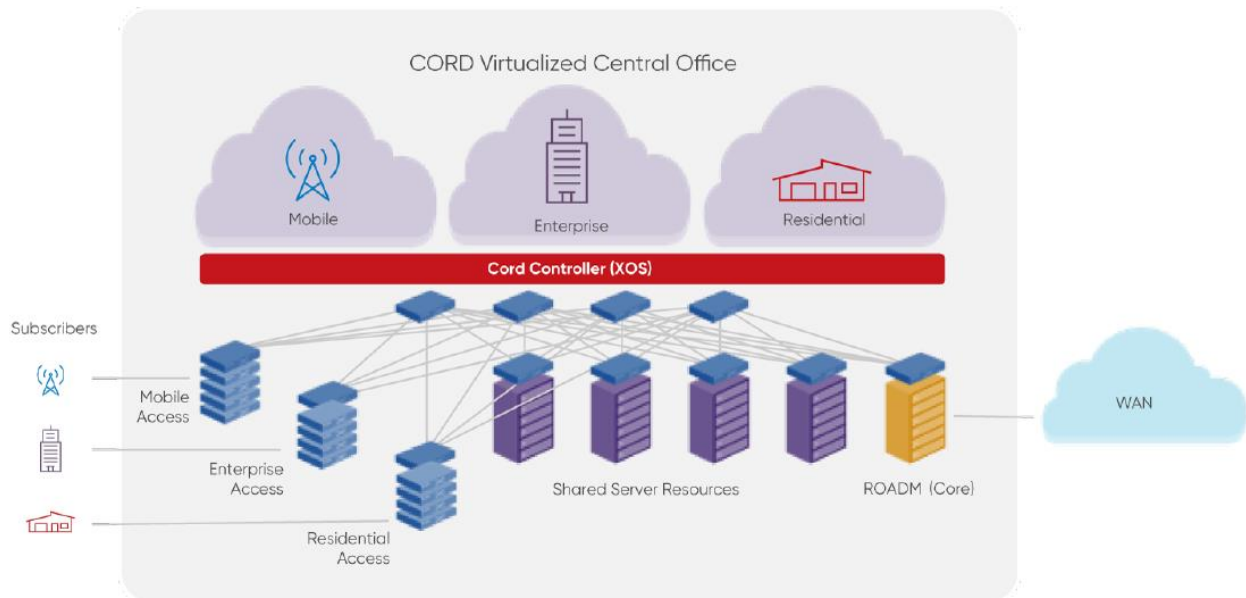 CORD Virtualized Central Office
Mobile
Enterprise
Residential
Cord Controller (XOS)
Subscribers
Mobile
Access
Enterprise
Access
Residential
Access
Shared Server Resources
ROADM (Core)
WAN